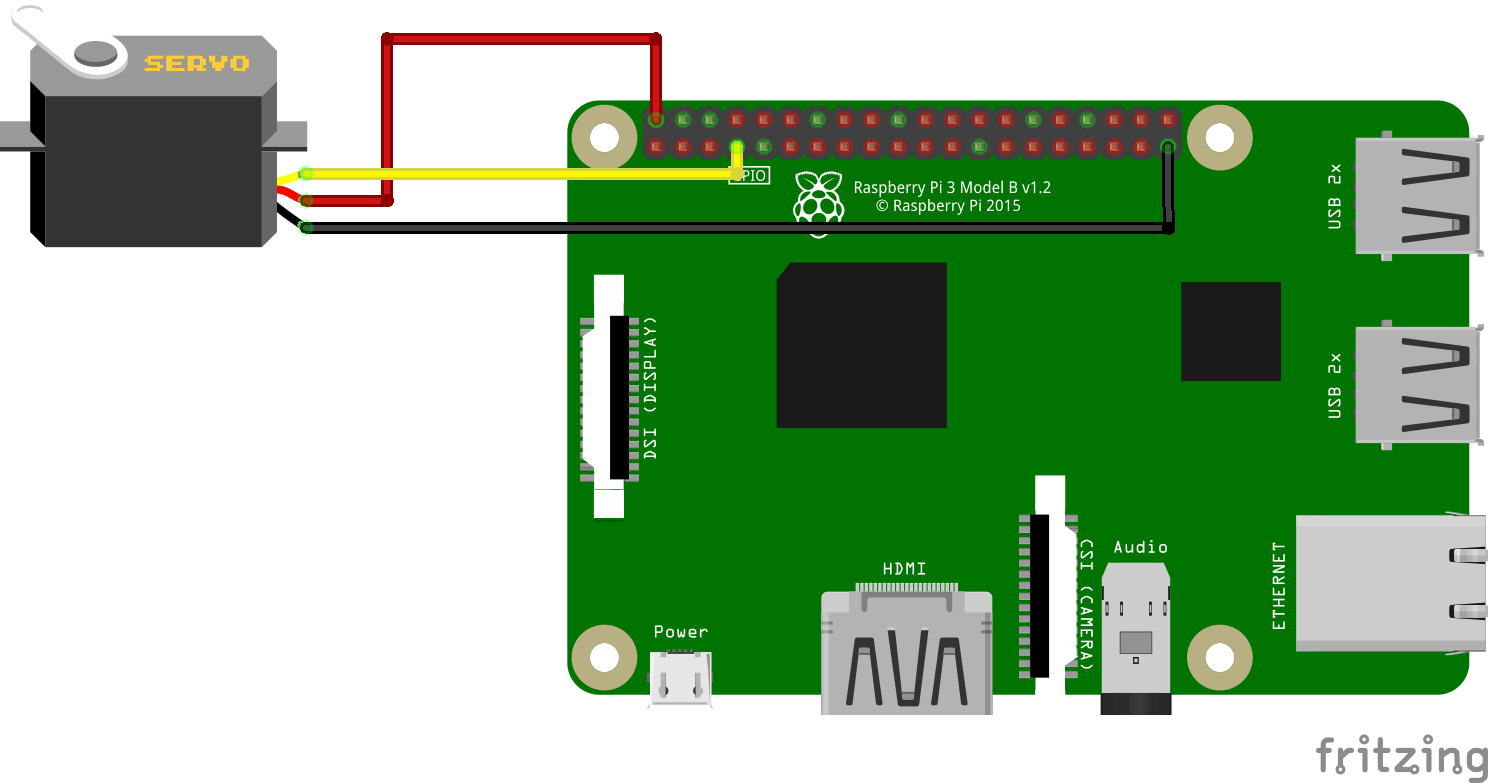 SERVO
GPIO
Raspberry Pi 3 Model B v1.2
© Raspberry Pi 2015
USB 2x
DSI (DISPLAY)
USB 2x
HDMI
CSI (CAMERA)
Audio
ETHERNET
Power
fritzing